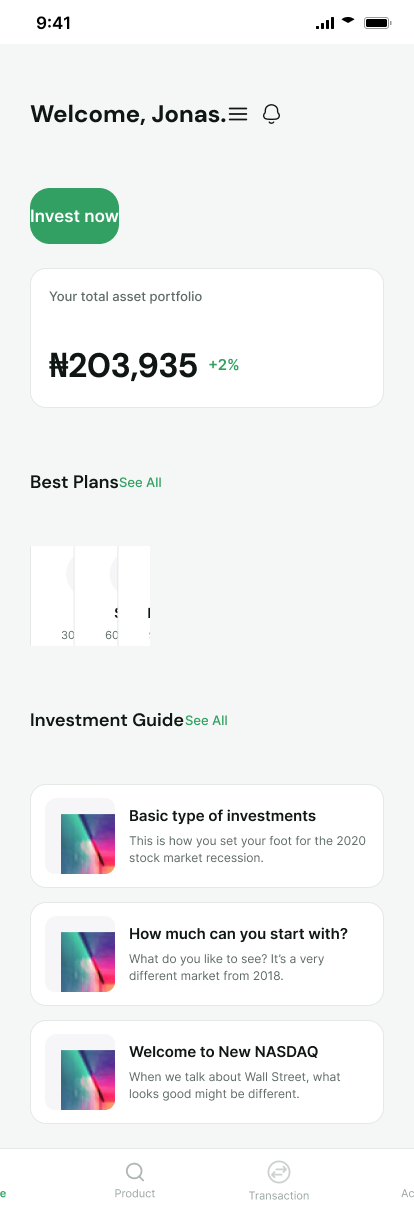 9:41
Welcome, Jonas.
Invest now
Your total asset portfolio
₦203,935 +2%
Best Plans See All
30 60
Investment Guide See All
Basic type of investments
This is how you set your foot for the 2020
stock market recession.
How much can you start with?
What do you like to see? It’s a very
different market from 2018.
Welcome to New NASDAQ
When we talk about Wall Street, what
looks good might be different.
Product
Transaction